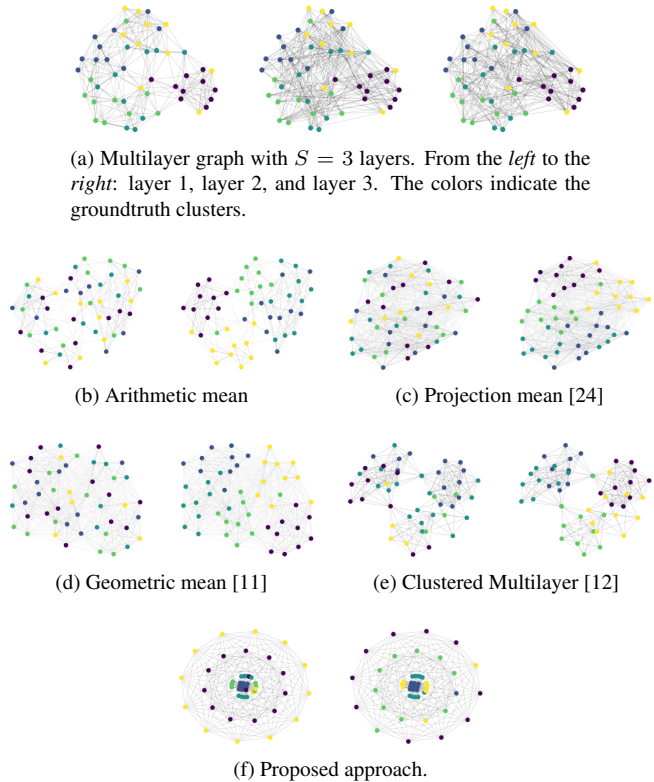 (a) Multilayer graph with S = 3 layers. From the left to the
right: layer 1, layer 2, and layer 3. The colors indicate the
groundtruth clusters.
(b) Arithmetic mean
(c) Projection mean [24]
(d) Geometric mean [11]
(e) Clustered Multilayer [12]
(f) Proposed approach.